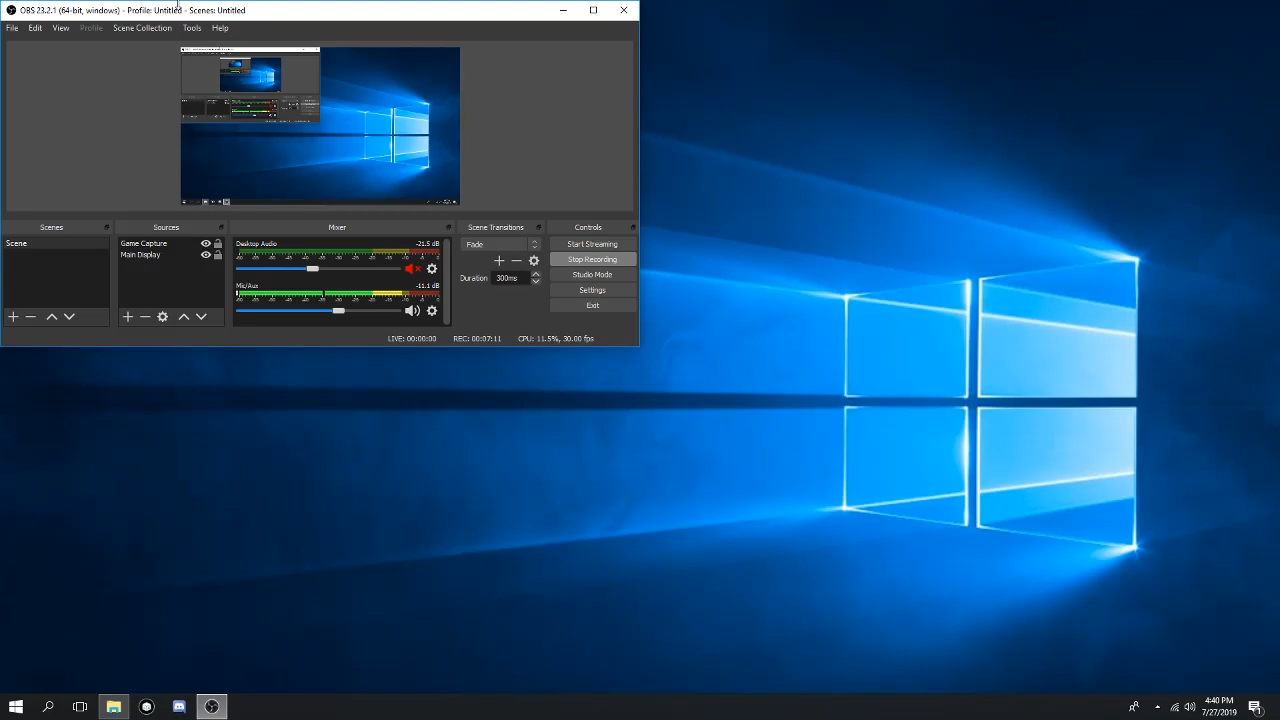 OBS 23.2.1 (64-bit, windows) - Profile: Untitled - Scenes: Untitled
File Edit View Profile Scene Collection Tools Help
Scenes Sources Mixer Scene Transitions Controls
Scene
Game Capture
Main Display
Desktop Audio -21.5 dB
Mic/Aux -11.1 dB
Fade
Duration 300ms
Start Streaming
Stop Recording
Studio Mode
Settings
Exit
LIVE: 00:00:00 REC: 00:07:11 CPU: 11.5%, 30.00 fps
4:40 PM
7/27/2019